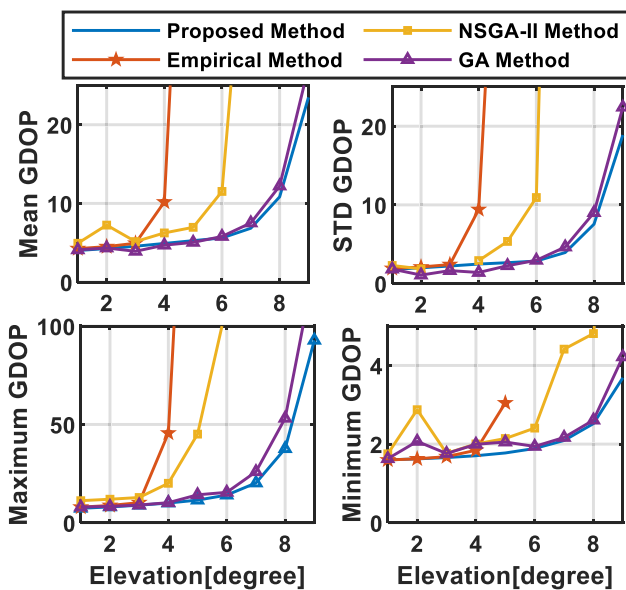 Proposed Method
NSGA-II Method
Empirical Method
GA Method
Mean GDOP
20
10
0
2 4 6 8
STD GDOP
20
10
0
2 4 6 8
Maximum GDOP
100
50
0
2 4 6 8
Elevation[degree]
Minimum GDOP
4
2
0
2 4 6 8
Elevation[degree]